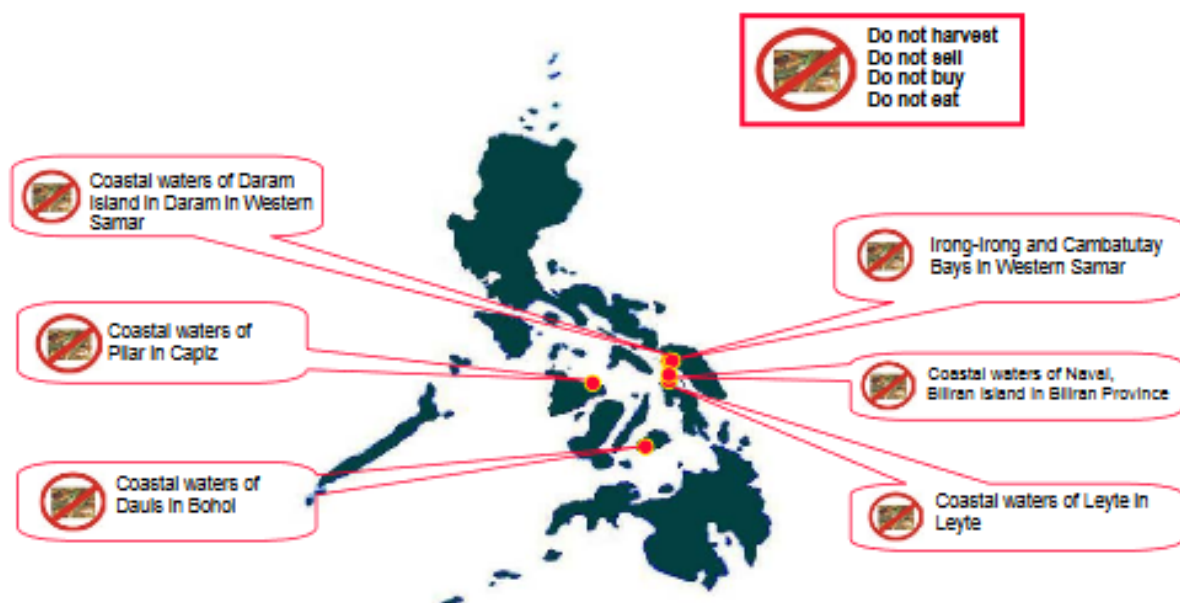 Do not harvest
Do not sell
Do not buy
Do not eat
Coastal waters of Daram
Island in Daram in Western
Samar
Irong-Irong and Cambatutay
Bays in Western Samar
Coastal waters of
Pilar in Capiz
Coastal waters of Naval,
Biliran Island in Biliran Province
Coastal waters of
Dauis in Bohol
Coastal waters of Leyte in
Leyte